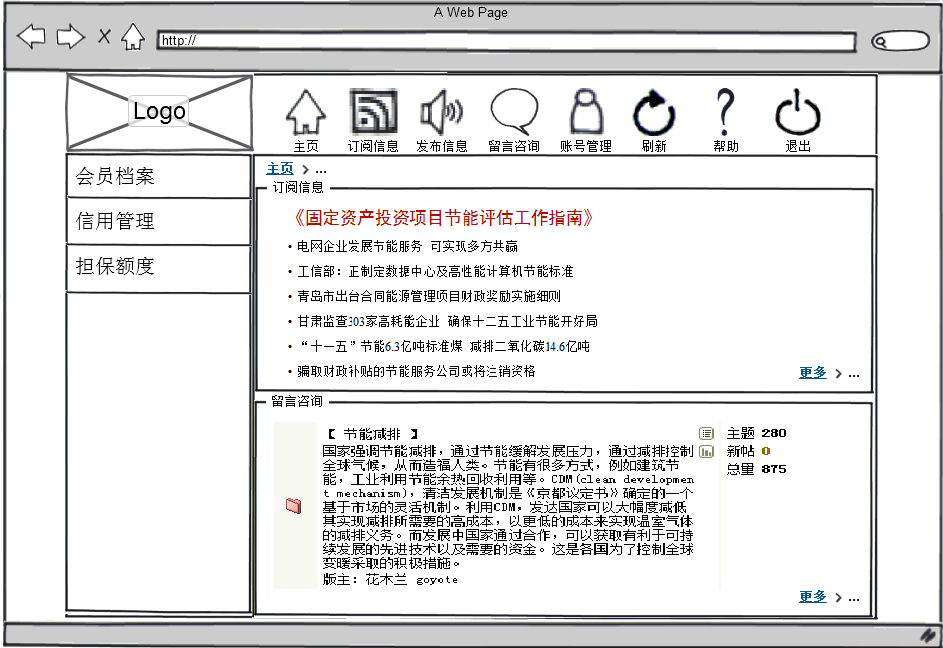 A Web Page
http://
Logo
主页 订阅信息 发布信息 留言咨询 账号管理 刷新 帮助 退出
会员档案
信用管理
担保额度
主页 > ...
订阅信息
《固定资产投资项目节能评估工作指南》
• 电网企业发展节能服务 可实现多方共赢
• 工信部：正制定数据中心及高性能计算机节能标准
• 青岛市出台合同能源管理项目财政奖励实施细则
• 甘肃监查303家高耗能企业 确保十二五工业节能开好局
• “十一五”节能6.3亿吨标准煤 减排二氧化碳14.6亿吨
• 骗取财政补贴的节能服务公司或将注销资格
更多 > ...
留言咨询
【 节能减排 】
国家强调节能减排，通过节能缓解发展压力，通过减排控制
全球气候，从而造福人类。节能有很多方式，例如建筑节
能，工业利用节能余热回收利用等。CDM(clean developmen
t mechanism)，清洁发展机制是《京都议定书》确定的一个
基于市场的灵活机制。利用CDM，发达国家可以大幅度减低
其实现减排所需要的高成本，以更低的成本来实现温室气体
的减排义务。而发展中国家通过合作，可以获取有利于可持
续发展的先进技术以及需要的资金。这是各国为了控制全球
变暖采取的积极措施。
版主：花木兰 goyote
主题 280
新帖 0
总量 875
更多 > ...